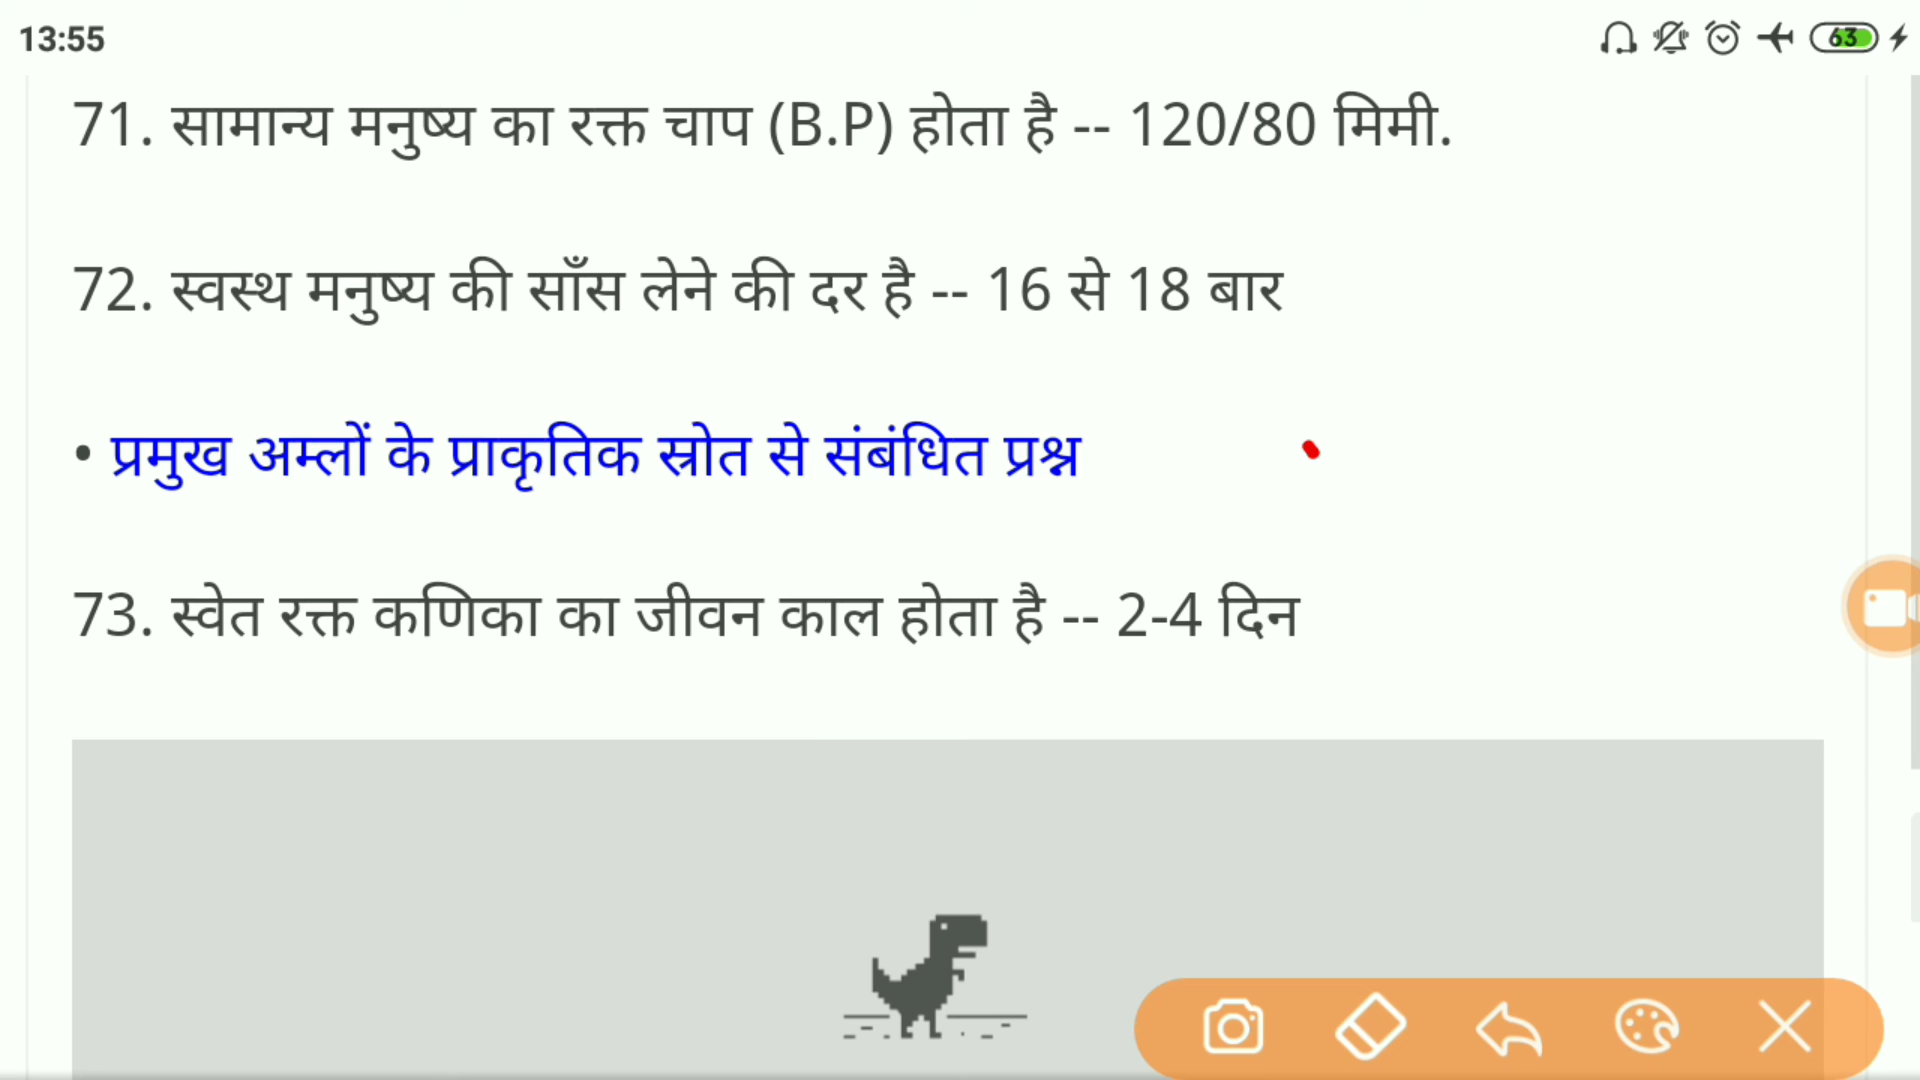 13:55
63
71. सामान्य मनुष्य का रक्त चाप (B.P) होता है -- 120/80 मिमी.
72. स्वस्थ मनुष्य की साँस लेने की दर है -- 16 से 18 बार
• प्रमुख अम्लों के प्राकृतिक स्रोत से संबंधित प्रश्न
73. स्वेत रक्त कणिका का जीवन काल होता है -- 2-4 दिन